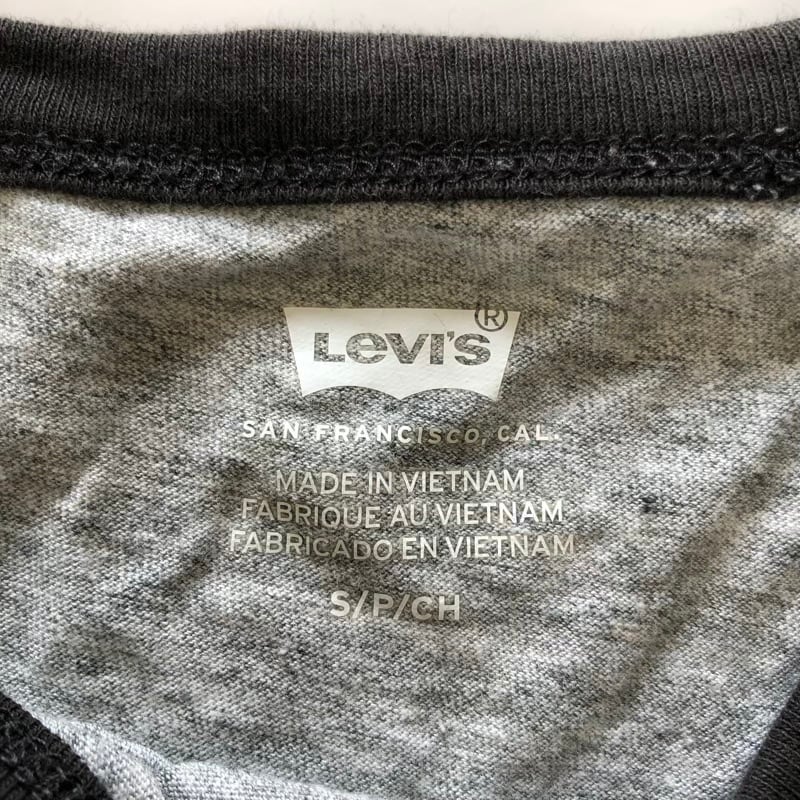 Levi's®
SAN FRANCISCO, CAL.
MADE IN VIETNAM
FABRIQUE AU VIETNAM
FABRICADO EN VIETNAM
S/P/CH